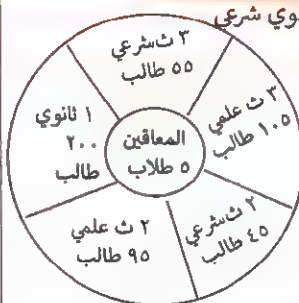 وي شرعي
٣ ث شرعي
٥٥ طالب
٣ ث علمي
١٠٥ طالب
٢ ث شرعي
٤٥ طالب
٢ ث علمي
٩٥ طالب
١ ثانوي
٢٠٠
طالب
المعاقين
٥ طلاب